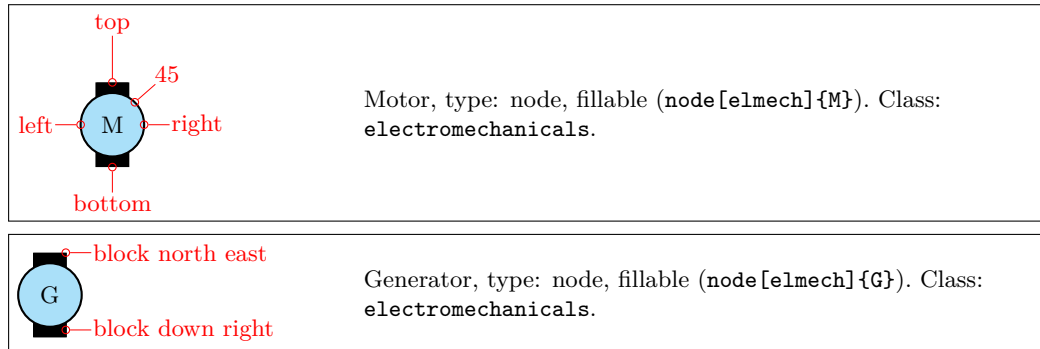 top
45
left M right
bottom
Motor, type: node, fillable (node[elmech]{M}). Class:
electromechanicals.
block north east
G
block down right
Generator, type: node, fillable (node[elmech]{G}). Class:
electromechanicals.